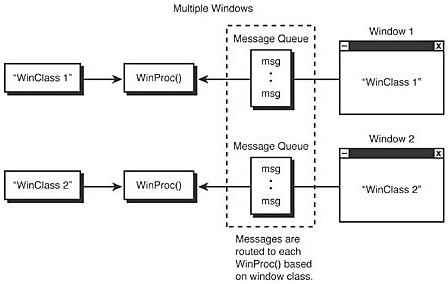 Multiple Windows
Message Queue
Window 1
“WinClass 1”
WinProc()
msg
:
msg
– X
“WinClass 1”
Message Queue
Window 2
“WinClass 2”
WinProc()
msg
:
msg
– X
“WinClass 2”
Messages are
routed to each
WinProc() based
on window class.